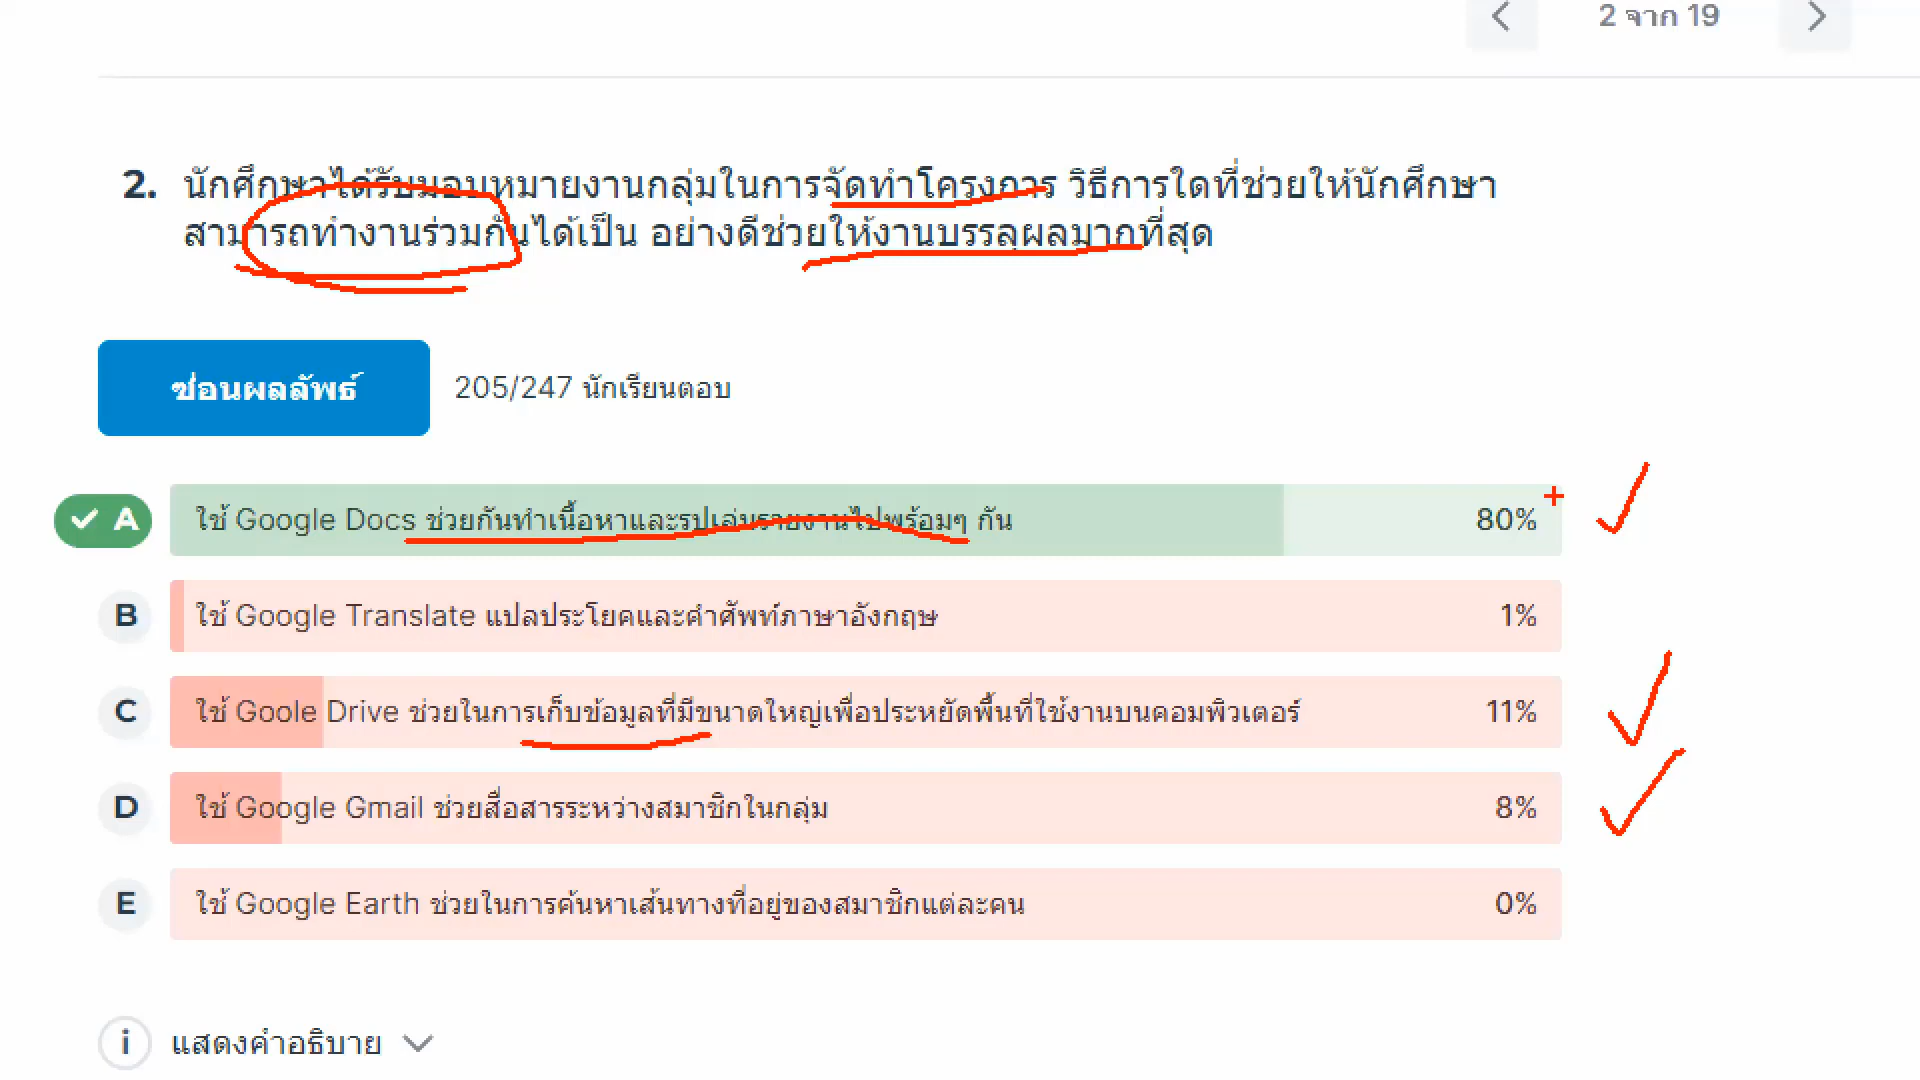 2 จาก 19
2. นักศึกษาได้รับมอบหมายงานกลุ่มในการจัดทำโครงการ วิธีการใดที่ช่วยให้นักศึกษา
สามารถทำงานร่วมกันได้เป็น อย่างดีช่วยให้งานบรรลุผลมากที่สุด
ซ่อนผลลัพธ์ 205/247 นักเรียนตอบ
A ใช้ Google Docs ช่วยกันทำเนื้อหาและรูปเล่มรายงานไปพร้อมๆ กัน 80%
B ใช้ Google Translate แปลประโยคและคำศัพท์ภาษาอังกฤษ 1%
C ใช้ Goole Drive ช่วยในการเก็บข้อมูลที่มีขนาดใหญ่เพื่อประหยัดพื้นที่ใช้งานบนคอมพิวเตอร์ 11%
D ใช้ Google Gmail ช่วยสื่อสารระหว่างสมาชิกในกลุ่ม 8%
E ใช้ Google Earth ช่วยในการค้นหาเส้นทางที่อยู่ของสมาชิกแต่ละคน 0%
i แสดงคำอธิบาย